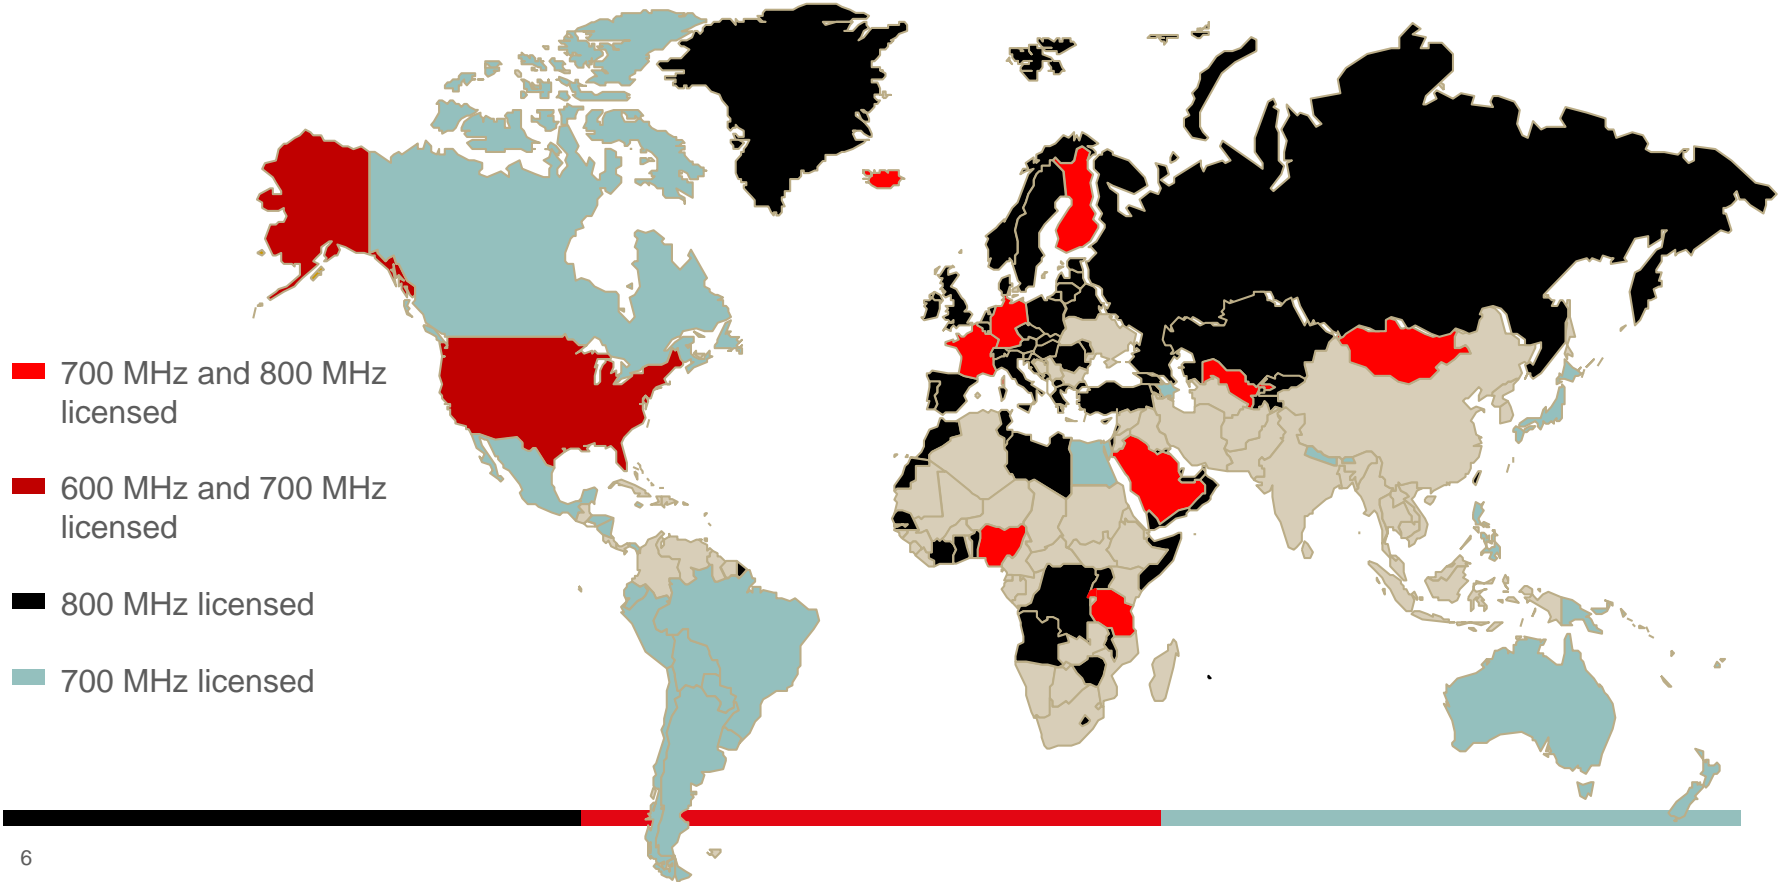 700 MHz and 800 MHz
licensed
600 MHz and 700 MHz
licensed
800 MHz licensed
700 MHz licensed
6